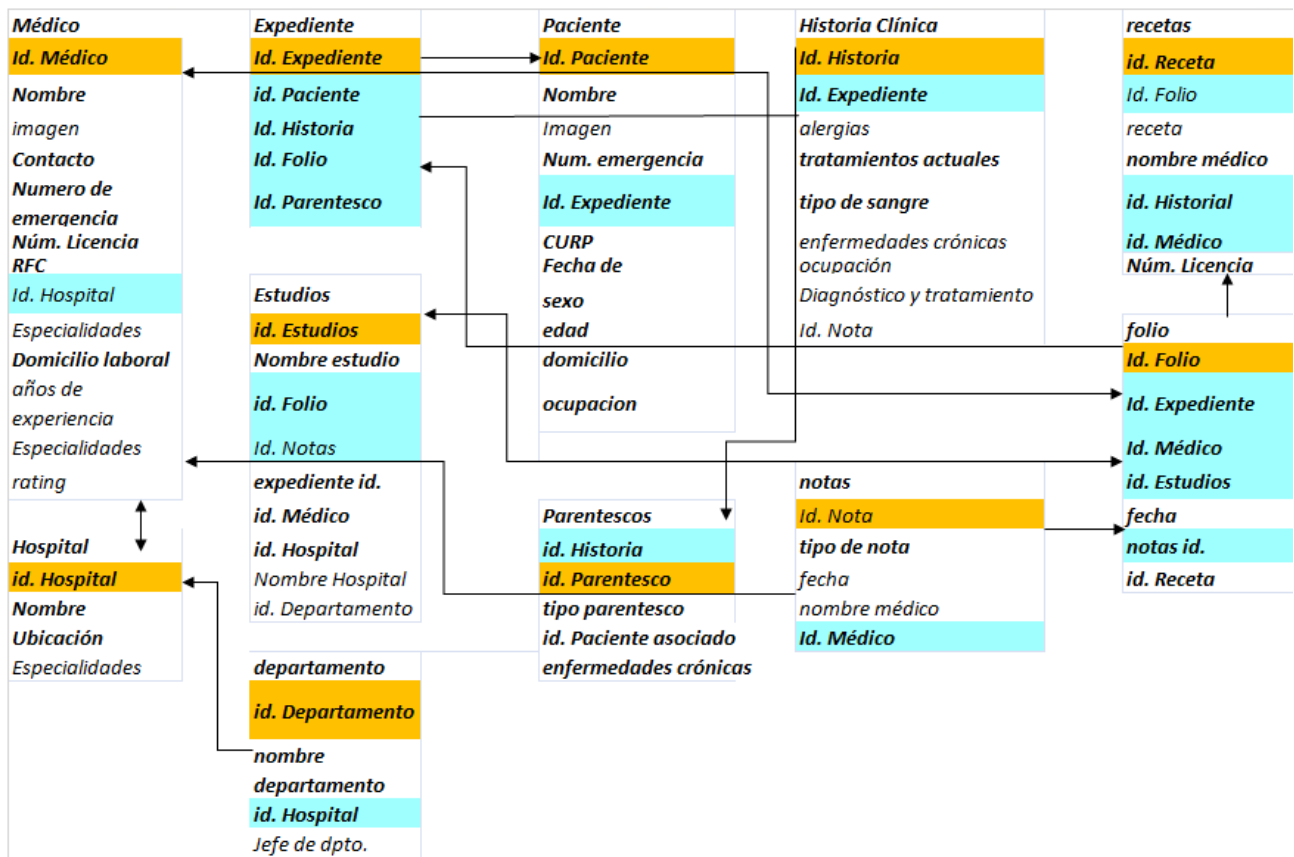 Médico
Id. Médico
Nombre
imagen
Contacto
Numero de
emergencia
Núm. Licencia
RFC
Id. Hospital
Especialidades
Domicilio laboral
años de
experiencia
Especialidades
rating
Hospital
id. Hospital
Nombre
Ubicación
Especialidades
Expediente
Id. Expediente
id. Paciente
Id. Historia
Id. Folio
Id. Parentesco
Estudios
id. Estudios
Nombre estudio
id. Folio
Id. Notas
expediente id.
id. Médico
id. Hospital
Nombre Hospital
id. Departamento
departamento
id. Departamento
nombre
departamento
id. Hospital
Jefe de dpto.
Paciente
Id. Paciente
Nombre
Imagen
Num. emergencia
Id. Expediente
CURP
Fecha de
sexo
edad
domicilio
ocupacion
Parentescos
id. Historia
id. Parentesco
tipo parentesco
id. Paciente asociado
enfermedades crónicas
Historia Clínica
Id. Historia
Id. Expediente
alergias
tratamientos actuales
tipo de sangre
enfermedades crónicas
ocupación
Diagnóstico y tratamiento
Id. Nota
notas
Id. Nota
tipo de nota
fecha
nombre médico
Id. Médico
recetas
id. Receta
Id. Folio
receta
nombre médico
id. Historial
id. Médico
Núm. Licencia
folio
Id. Folio
Id. Expediente
Id. Médico
id. Estudios
fecha
notas id.
id. Receta